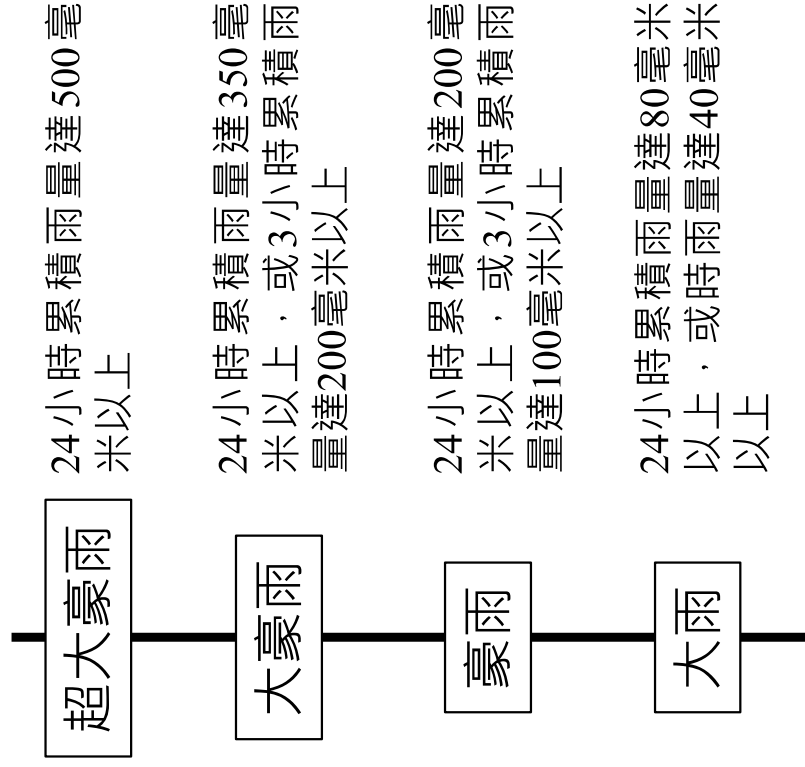 超大豪雨
24小時累積雨量達500毫
米以上
大豪雨
24小時累積雨量達350毫
米以上，或3小時累積雨
量達200毫米以上
豪雨
24小時累積雨量達200毫
米以上，或3小時累積雨
量達100毫米以上
大雨
24小時累積雨量達80毫米
以上，或時雨量達40毫米
以上